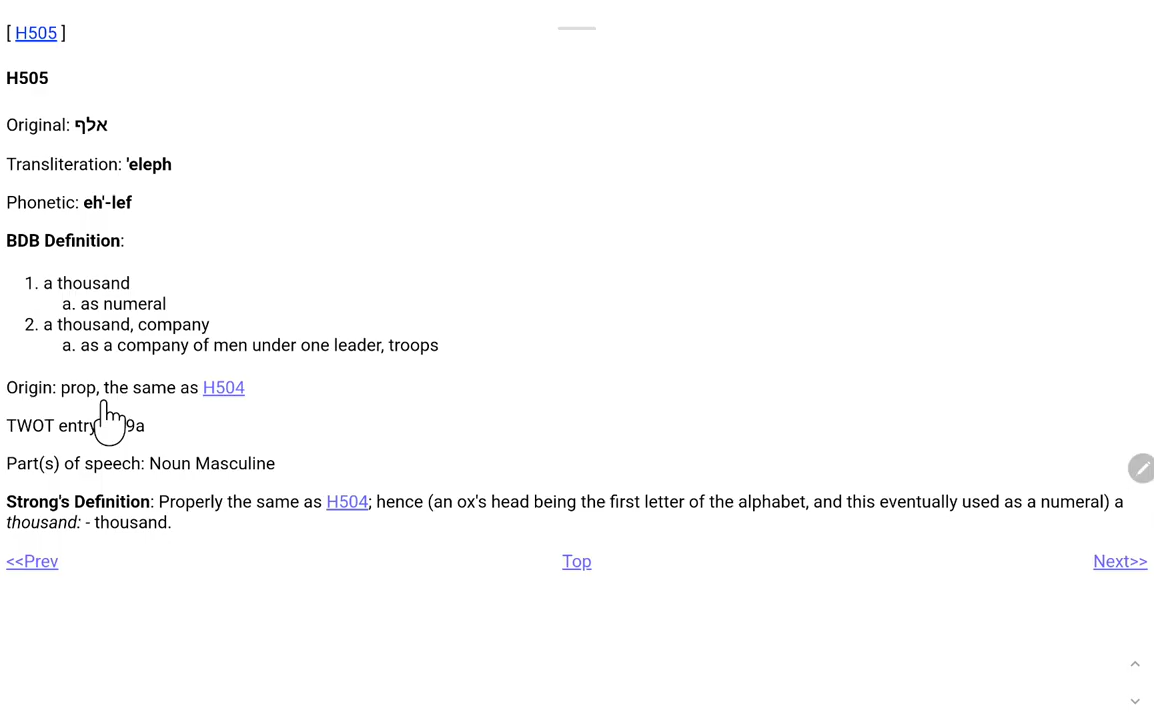 [ H505 ]
H505
Original: אלף
Transliteration: 'eleph
Phonetic: eh'-lef
BDB Definition:
1. a thousand
a. as numeral
2. a thousand, company
a. as a company of men under one leader, troops
Origin: prop, the same as H504
TWOT entry 9a
Part(s) of speech: Noun Masculine
Strong's Definition: Properly the same as H504; hence (an ox's head being the first letter of the alphabet, and this eventually used as a numeral) a
thousand: - thousand.
<<Prev Top Next>>